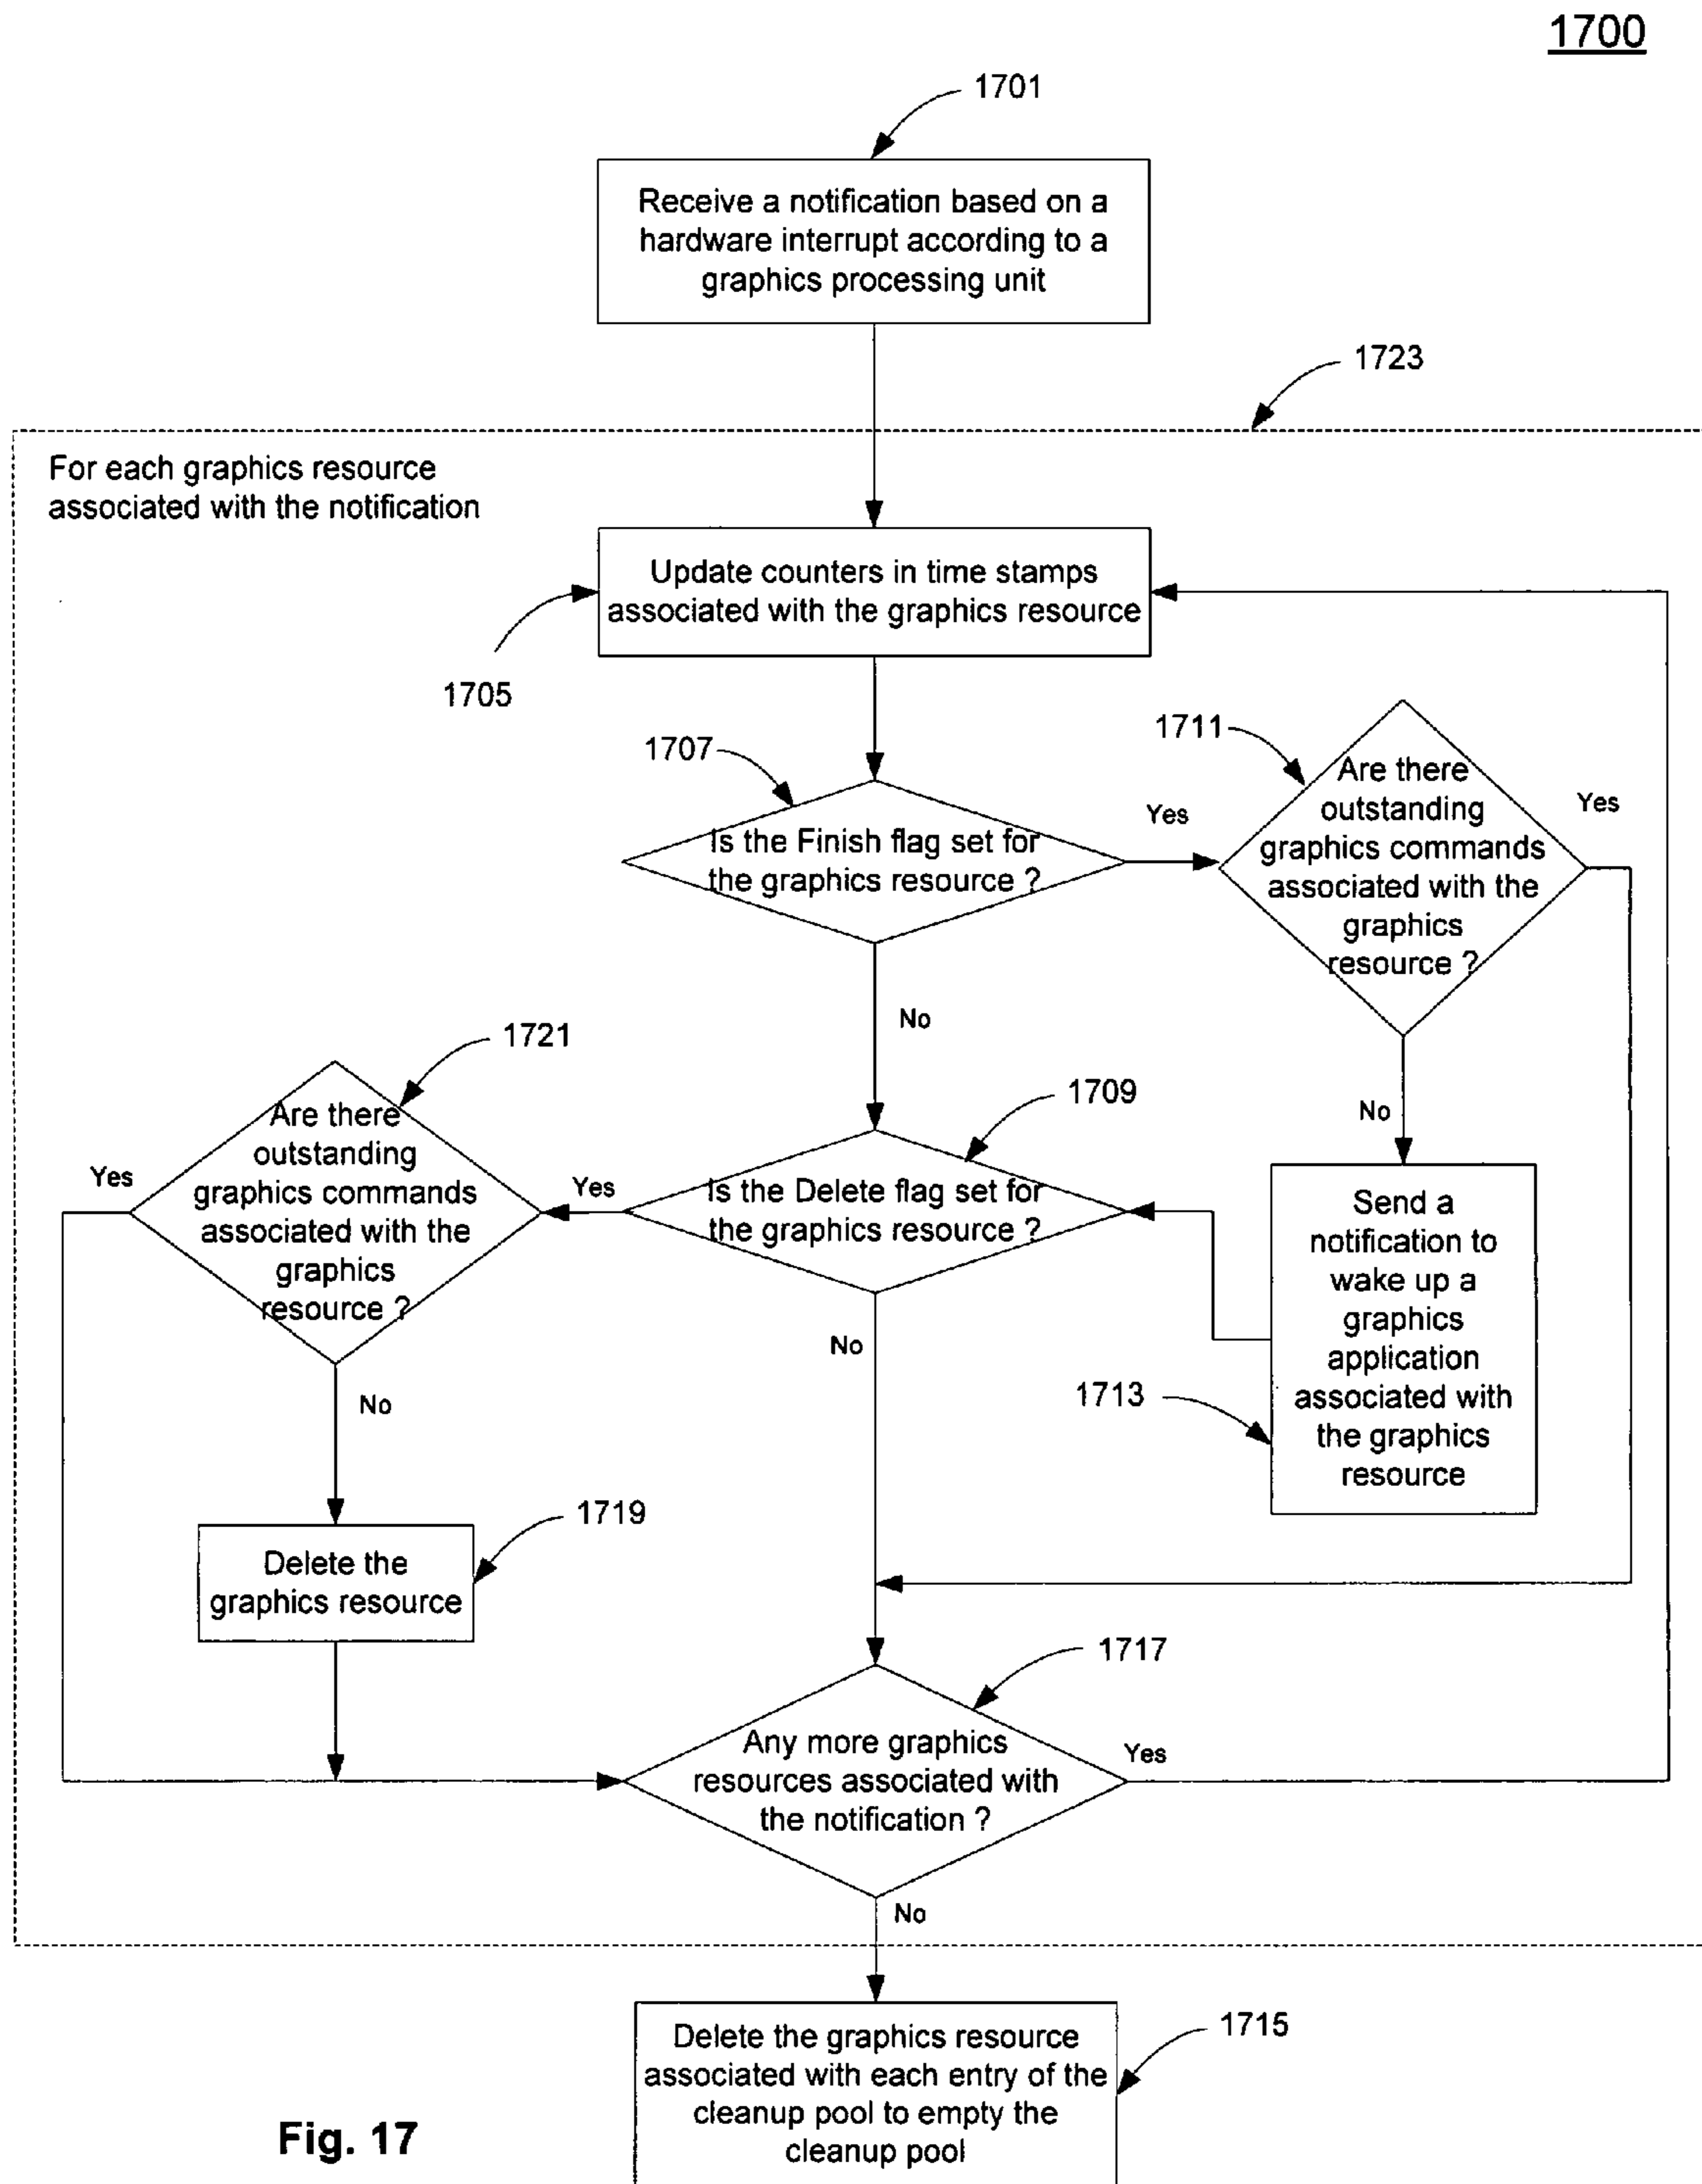 1700
1701
Receive a notification based on a
hardware interrupt according to a
graphics processing unit
1723
For each graphics resource
associated with the notification
Update counters in time stamps
associated with the graphics resource
1705
1707
Is the Finish flag set for
the graphics resource ?
Yes
1711
Are there
outstanding
graphics commands
associated with the
graphics
resource ?
Yes
No
No
1721
Are there
outstanding
graphics commands
associated with the
graphics
resource ?
Yes
Yes
1709
Is the Delete flag set for
the graphics resource ?
No
No
Send a
notification to
wake up a
graphics
application
associated with
the graphics
resource
1713
1719
Delete the
graphics resource
1717
Any more graphics
resources associated with
the notification ?
Yes
No
1715
Delete the graphics resource
associated with each entry of the
cleanup pool to empty the
cleanup pool
Fig. 17